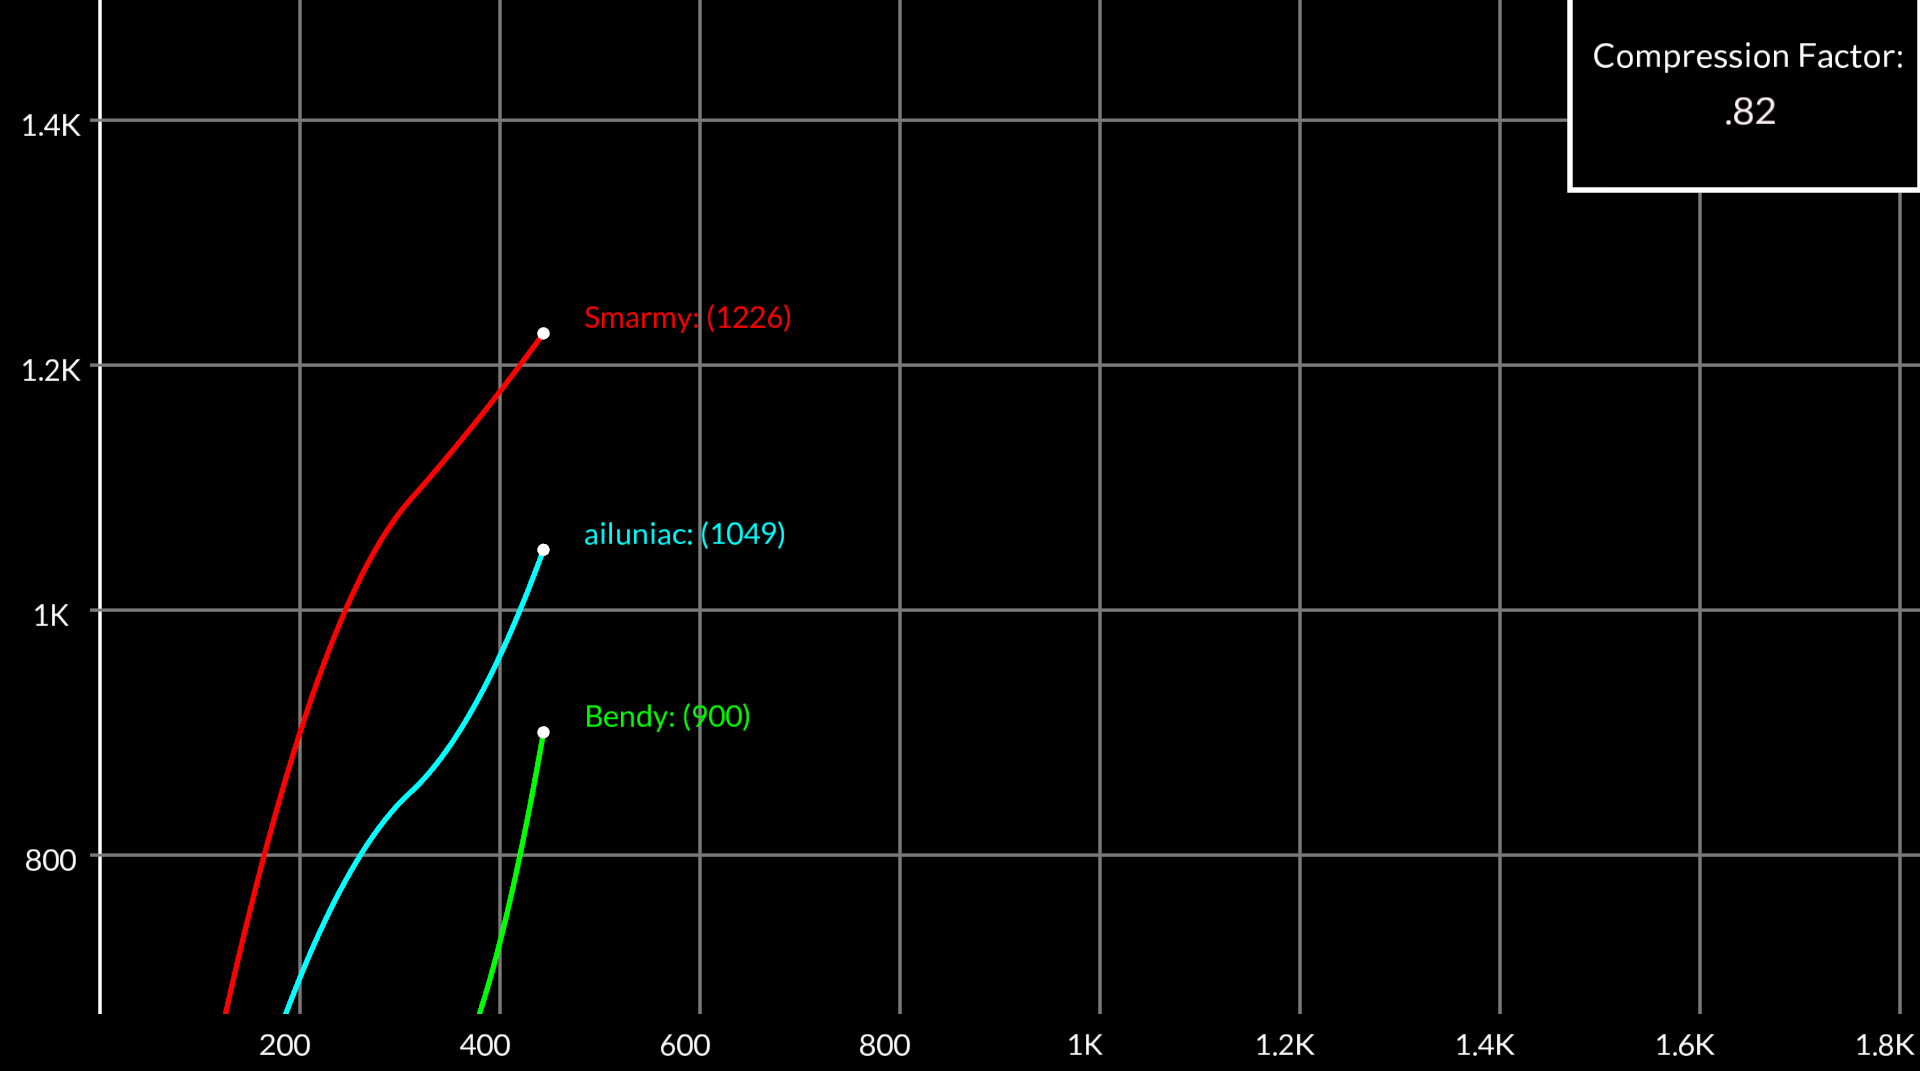 Compression Factor:
.82
1.4K
1.2K
1K
800
Smarmy: (1226)
ailuniac: (1049)
Bendy: (900)
200 400 600 800 1K 1.2K 1.4K 1.6K 1.8K